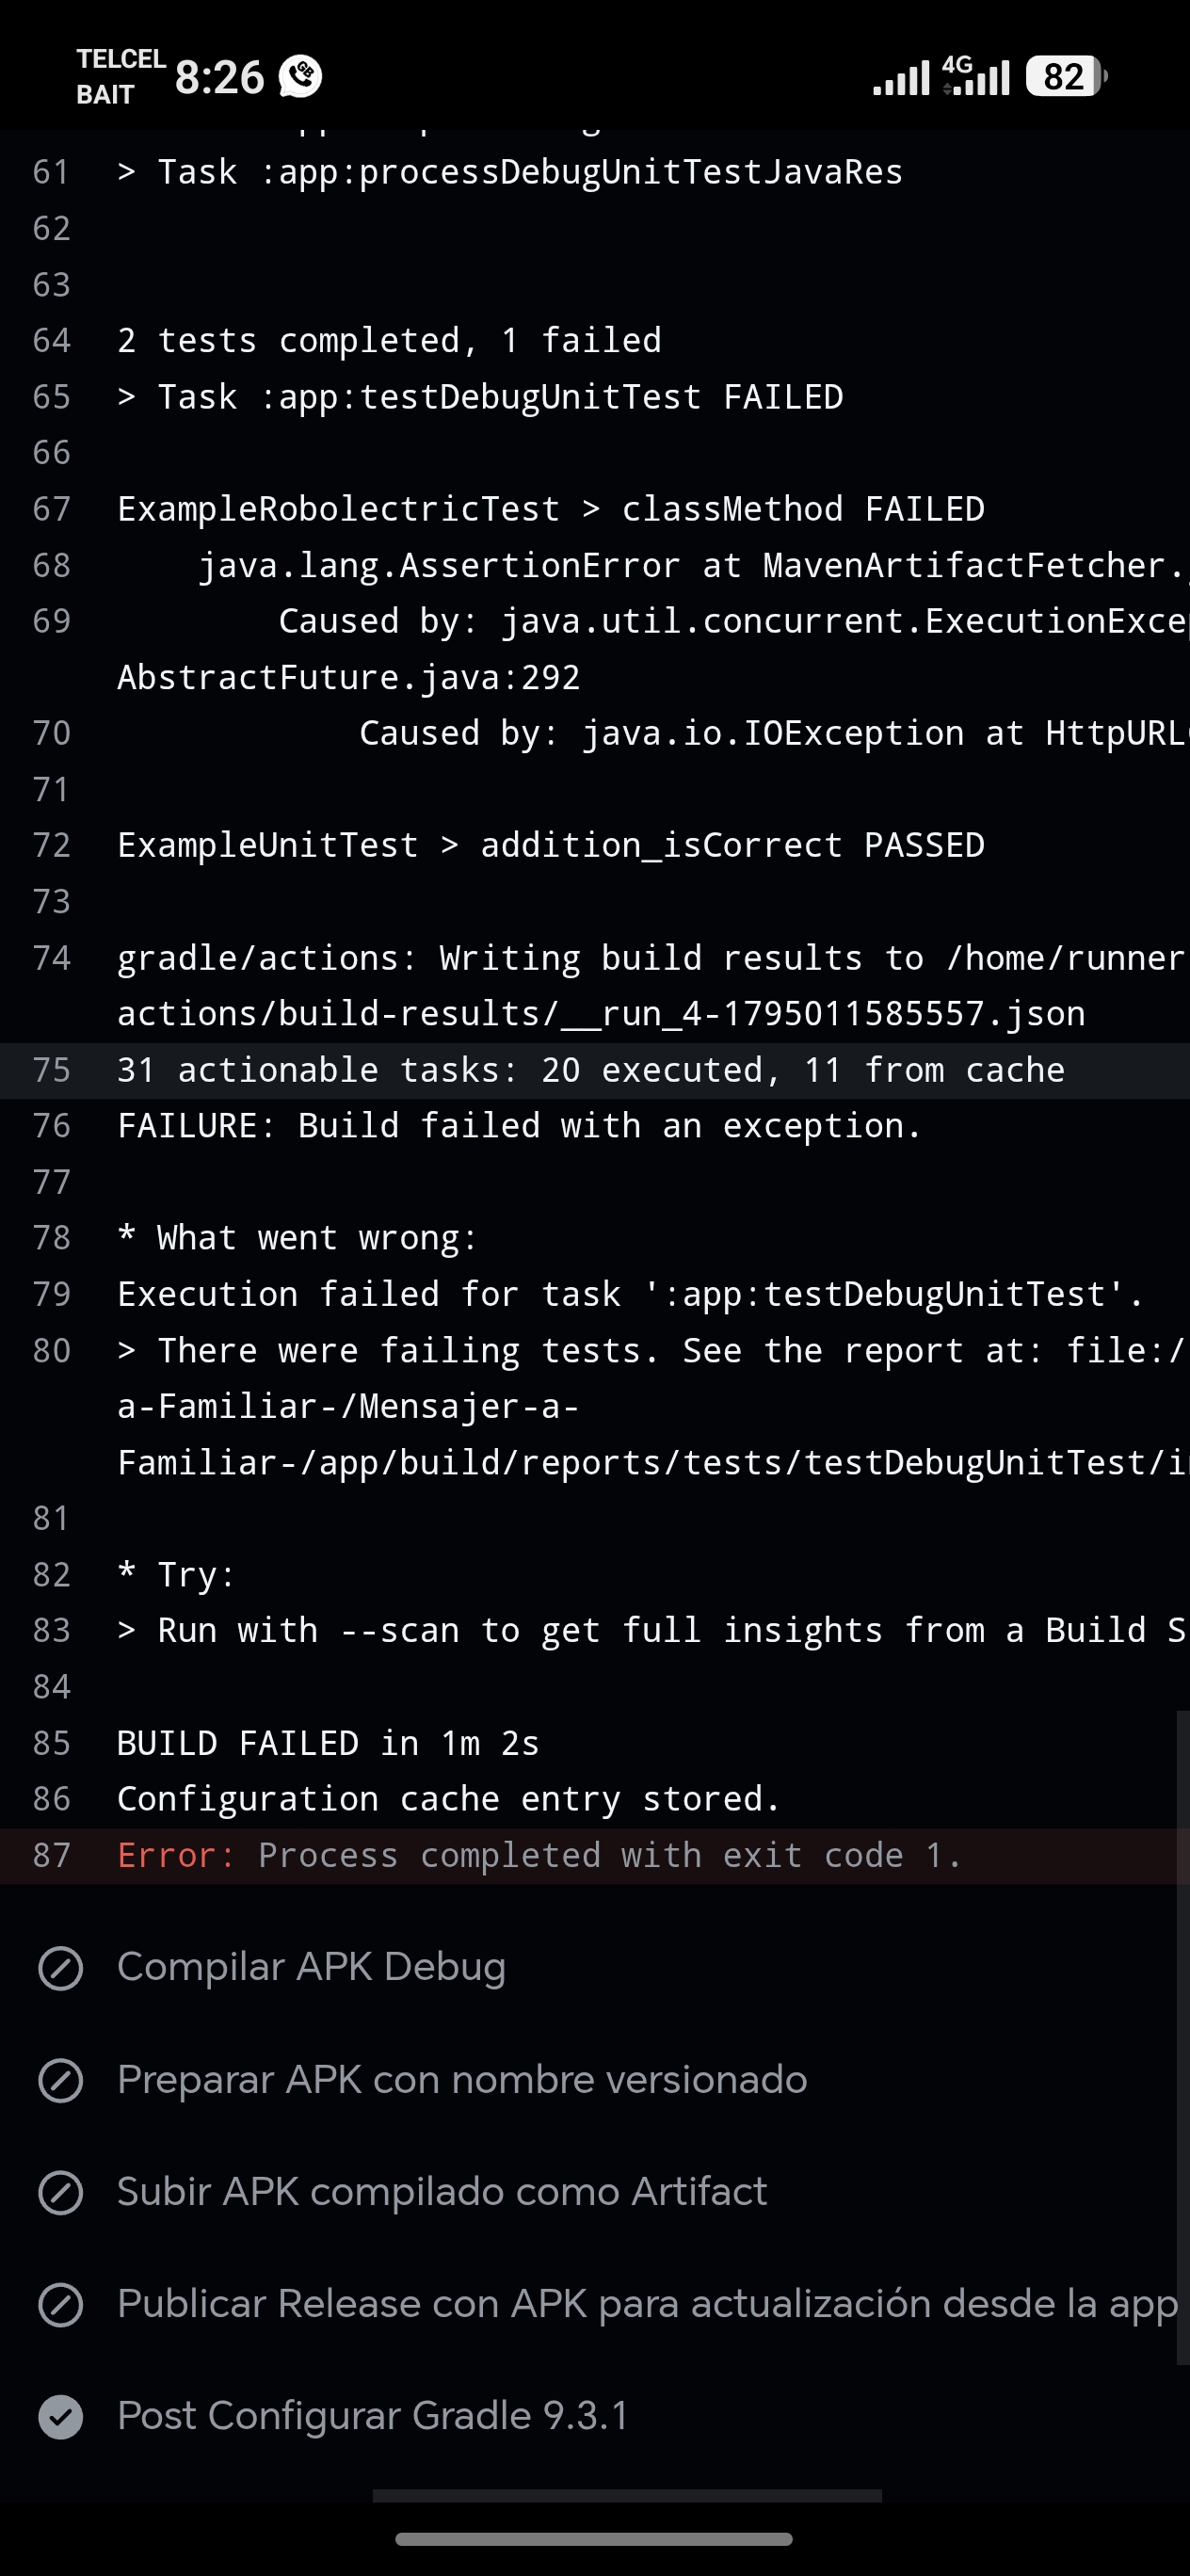 TELCEL
BAIT
8:26
4G
82
61 > Task :app:processDebugUnitTestJavaRes
62
63
64 2 tests completed, 1 failed
65 > Task :app:testDebugUnitTest FAILED
66
67 ExampleRobolectricTest > classMethod FAILED
68 java.lang.AssertionError at MavenArtifactFetcher.
69 Caused by: java.util.concurrent.ExecutionExce
AbstractFuture.java:292
70 Caused by: java.io.IOException at HttpURL
71
72 ExampleUnitTest > addition_isCorrect PASSED
73
74 gradle/actions: Writing build results to /home/runner
actions/build-results/__run_4-1795011585557.json
75 31 actionable tasks: 20 executed, 11 from cache
76 FAILURE: Build failed with an exception.
77
78 * What went wrong:
79 Execution failed for task ':app:testDebugUnitTest'.
80 > There were failing tests. See the report at: file:/
a-Familiar-/Mensajer-a-
Familiar-/app/build/reports/tests/testDebugUnitTest/i
81
82 * Try:
83 > Run with --scan to get full insights from a Build S
84
85 BUILD FAILED in 1m 2s
86 Configuration cache entry stored.
87 Error: Process completed with exit code 1.
Compilar APK Debug
Preparar APK con nombre versionado
Subir APK compilado como Artifact
Publicar Release con APK para actualización desde la app
Post Configurar Gradle 9.3.1